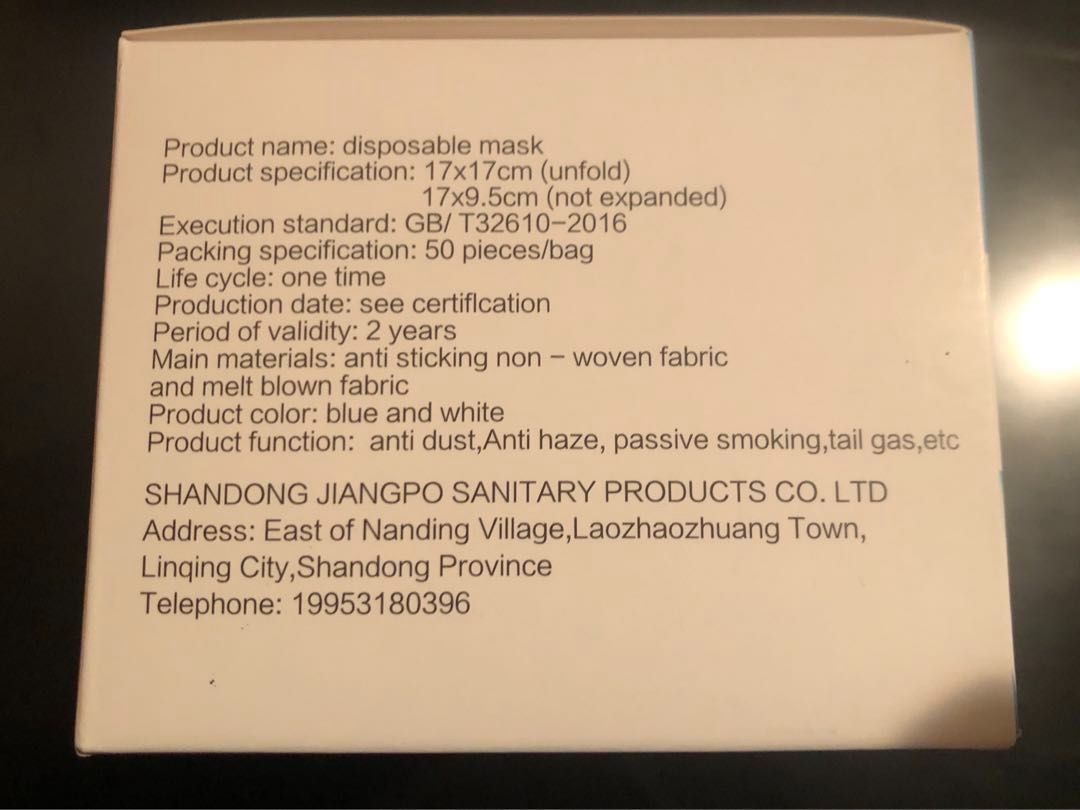 Product name: disposable mask
Product specification: 17x17cm (unfold)
17x9.5cm (not expanded)
Execution standard: GB/ T32610-2016
Packing specification: 50 pieces/bag
Life cycle: one time
Production date: see certiflcation
Period of validity: 2 years
Main materials: anti sticking non - woven fabric
and melt blown fabric
Product color: blue and white
Product function: anti dust,Anti haze, passive smoking,tail gas,etc
SHANDONG JIANGPO SANITARY PRODUCTS CO. LTD
Address: East of Nanding Village,Laozhaozhuang Town,
Linqing City,Shandong Province
Telephone: 19953180396